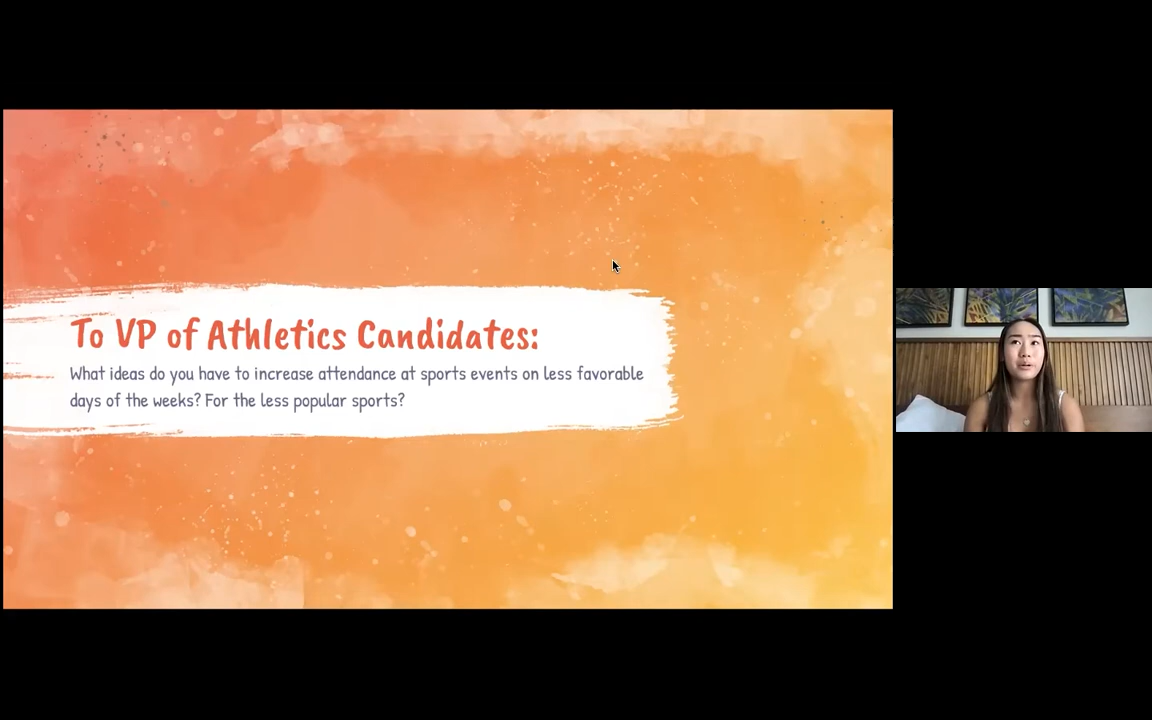 To VP of Athletics Candidates:
What ideas do you have to increase attendance at sports events on less favorable
days of the weeks? For the less popular sports?